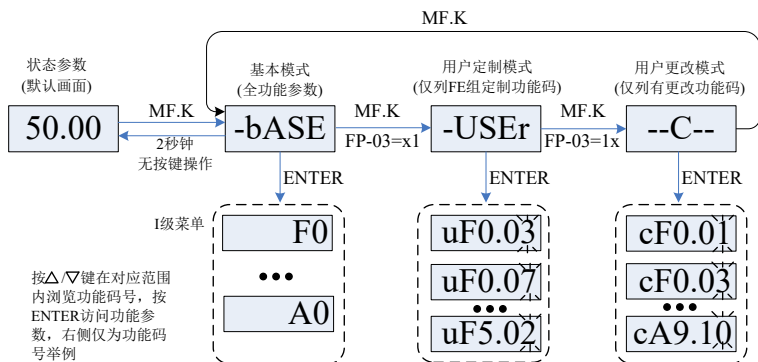 MF.K
状态参数
(默认画面)
基本模式
(全功能参数)
用户定制模式
(仅列FE组定制功能码)
用户更改模式
(仅列有更改功能码)
50.00
MF.K
2秒钟
无按键操作
-bASE
MF.K
FP-03=x1
-USEr
MF.K
FP-03=1x
--C--
ENTER
ENTER
ENTER
I级菜单
F0
•••
A0
uF0.03
uF0.07
•••
uF5.02
cF0.01
cF0.03
•••
cA9.10
按△/▽键在对应范围
内浏览功能码号，按
ENTER访问功能参
数，右侧仅为功能码
号举例